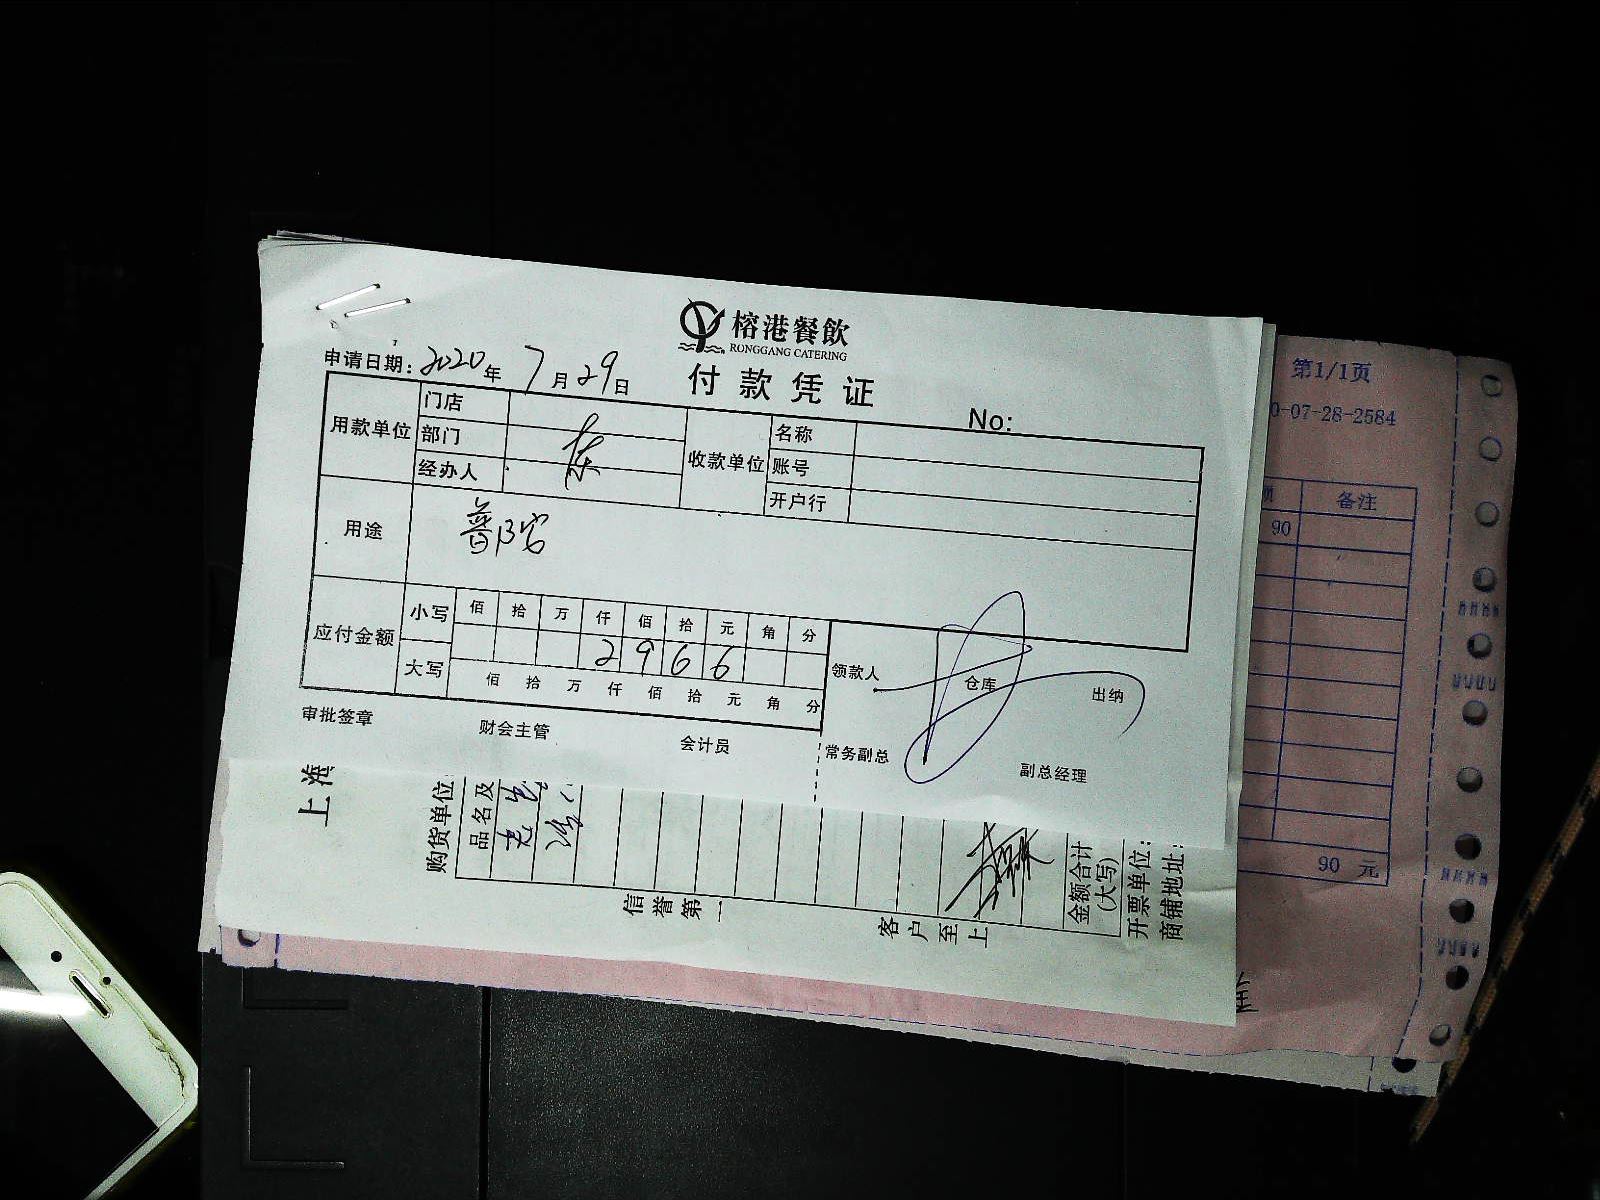 榕港餐飲
RONGGANG CATERING
付款凭证
申请日期：2020年7月29日
No:
用款单位 门店 收款单位 名称
部门 账号
经办人 开户行
用途
应付金额 小写 佰 拾 万 仟 佰 拾 元 角 分
2 9 6 6
大写 佰 拾 万 仟 佰 拾 元 角 分
领款人 仓库 出纳
审批签章 财会主管 会计员 常务副总 副总经理
上海
购货单位
品名及
信誉第一
客户至上
金额合计
(大写)
开票单位:
商铺地址:
第1/1页
0-07-28-2584
备注
90
90 元